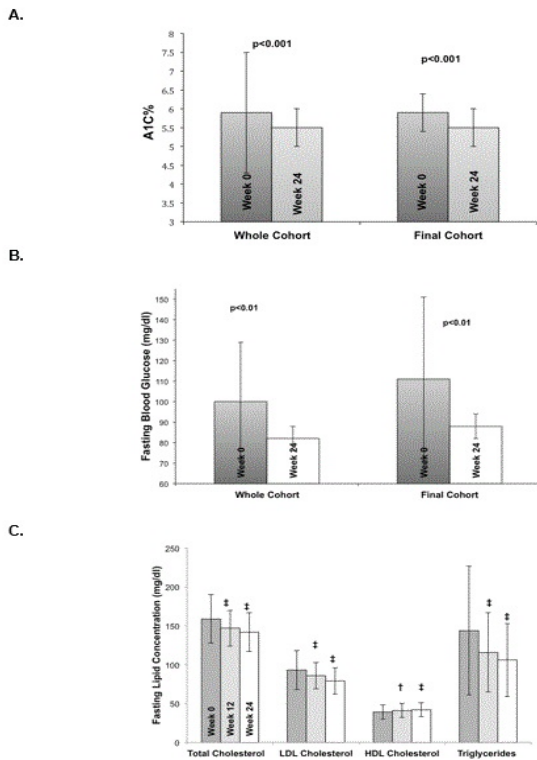 A.
8
7.5
7
6.5
6
5.5
5
4.5
4
3.5
3
A1C%
p<0.001
p<0.001
Week 0
Week 24
Week 0
Week 24
Whole Cohort
Final Cohort
B.
150
140
130
120
110
100
90
80
70
60
Fasting Blood Glucose (mg/dl)
p<0.01
p<0.01
Week 0
Week 24
Week 0
Week 24
Whole Cohort
Final Cohort
C.
250
200
150
100
50
0
Fasting Lipid Concentration (mg/dl)
‡
‡
‡
‡
†
‡
‡
‡
Week 0
Week 12
Week 24
Total Cholesterol
LDL Cholesterol
HDL Cholesterol
Triglycerides